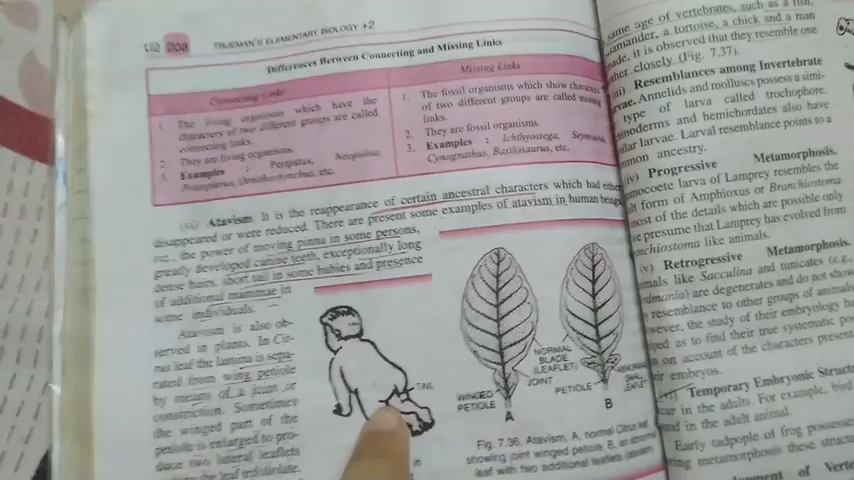 208
TRUEMAN'S ELEMENTARY BIOLOGY +2
Differences Between Connecting and Missing Links
Connecting Links
1. The living organisms which have the
characters of two different groups are called
connecting links.
2. They are living organisms.
3. Examples : Peripatus, Neopilina,
Protopterus, Ornithorhynchus, etc.
Missing Links
1. The fossil organisms which show characters
of two different groups are called missing
links.
2. They are fossil organisms.
3. Examples : Ichthyostega,
Cynognathus, Basilosaurus, etc.
(vi) Atavism. It is the reappearance of certain ancestral characters which had either
disappeared or were reduced. There are present some examples of atavism in human beings
viz., the power of moving pinna in some persons,
greatly developed canine teeth, exceptionally long
dense hairs, short tail in some babies and presence
of additional mammae in
some individuals.
Atavism is also ob-
served in plants. In Cit-
rus leaf the lamina is sepa-
rated from wing petiole
by means of a joint or
constriction. Sometimes
the winged part of the
petiole is enlarged to pro-
duce two lateral leaflets
the leaf trifoliolate.
TAIL
in
NORMAL
BLADE
(LEAFLET)
JOINT
WINGED
PETIOLE
PETIOLE
ABNORMAL
SMALL
LEAFLET
A
B
Fig. 7.36. Atavism. A, normal Citrus leaf
showing joint winged petiole. B, an abnormal
leaf with two additional leaflets
same age of vertebrates, such as a fish,
a tortoise, a chick and a man
it is observed that they resemble one
closely (Fig. 7.37).
Resemblances among Invertebrate
Annelids and molluscs possess a simi-
type of larva called trochophore.
and hemichordates also have
larvae. Larval resemblance points to a
ancestry.
(iv) Progressive Metamorphosis.
larva of Lamprey resembles the
form of Amphioxus or Branchiostoma
most of the details which are possible only
we presume that Lamprey has evolved from
like animals.
(v) Retrogressive Metamorphosis.
like Sacculina and tunicates (e.g.,
are degenerates and do not show
resemblance to other groups of animals
the study of their embryology
as to find their true systematic
on account of the characters present
embryos.
Temporary Embryonic
in the adults. For example,
in the adult animal.
Early tadpole of frog
metamorphosis these